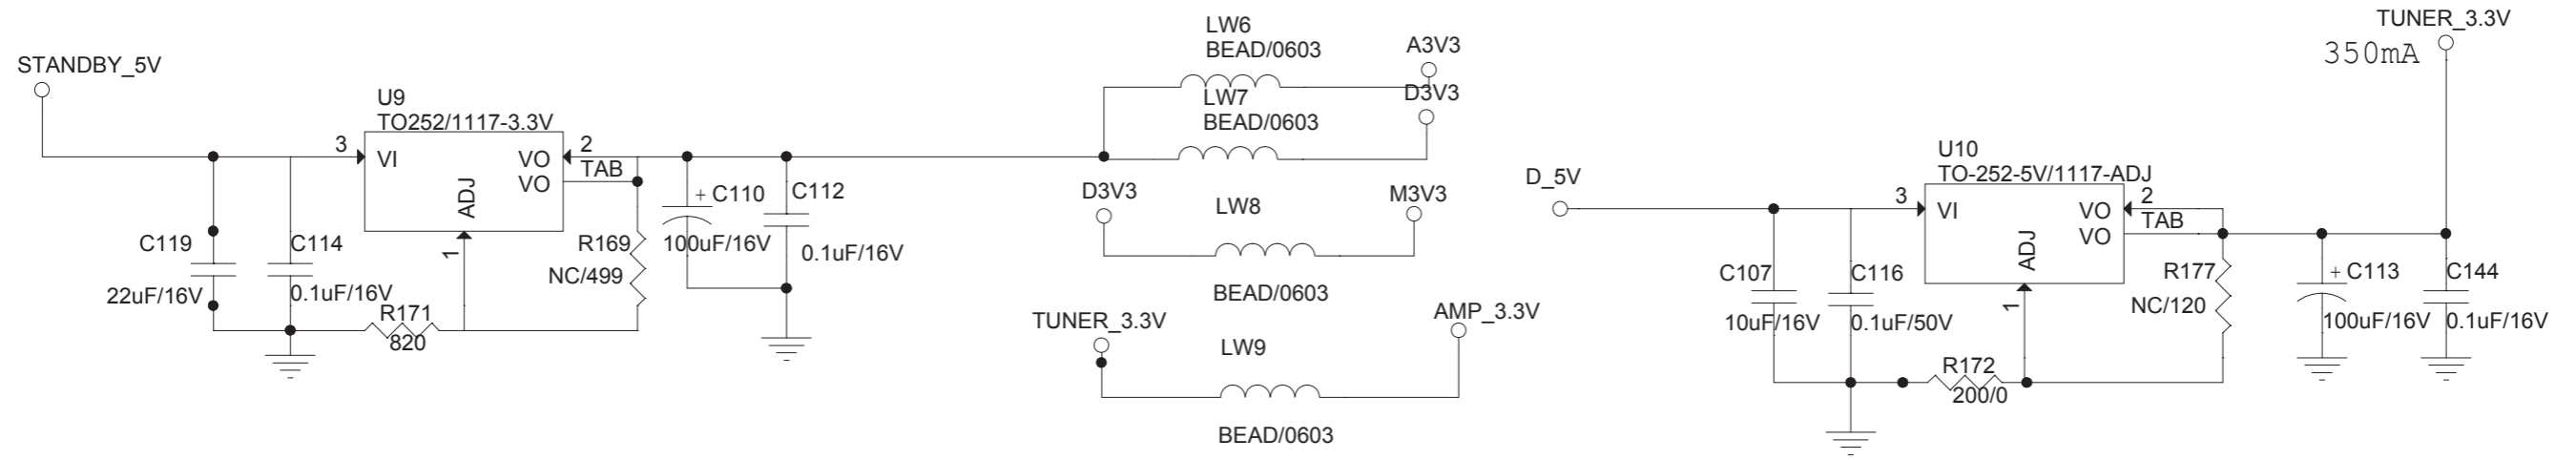 STANDBY_5V
U9
TO252/1117-3.3V
3
VI
VO
VO
ADJ
1
2
TAB
C119
22uF/16V
C114
0.1uF/16V
R171
820
R169
NC/499
+
C110
100uF/16V
C112
0.1uF/16V
LW6
BEAD/0603
A3V3
LW7
BEAD/0603
D3V3
D3V3
LW8
M3V3
BEAD/0603
TUNER_3.3V
LW9
AMP_3.3V
BEAD/0603
D_5V
U10
TO-252-5V/1117-ADJ
3
VI
VO
VO
ADJ
1
2
TAB
C107
10uF/16V
C116
0.1uF/50V
R172
200/0
R177
NC/120
+
C113
100uF/16V
C144
0.1uF/16V
TUNER_3.3V
350mA